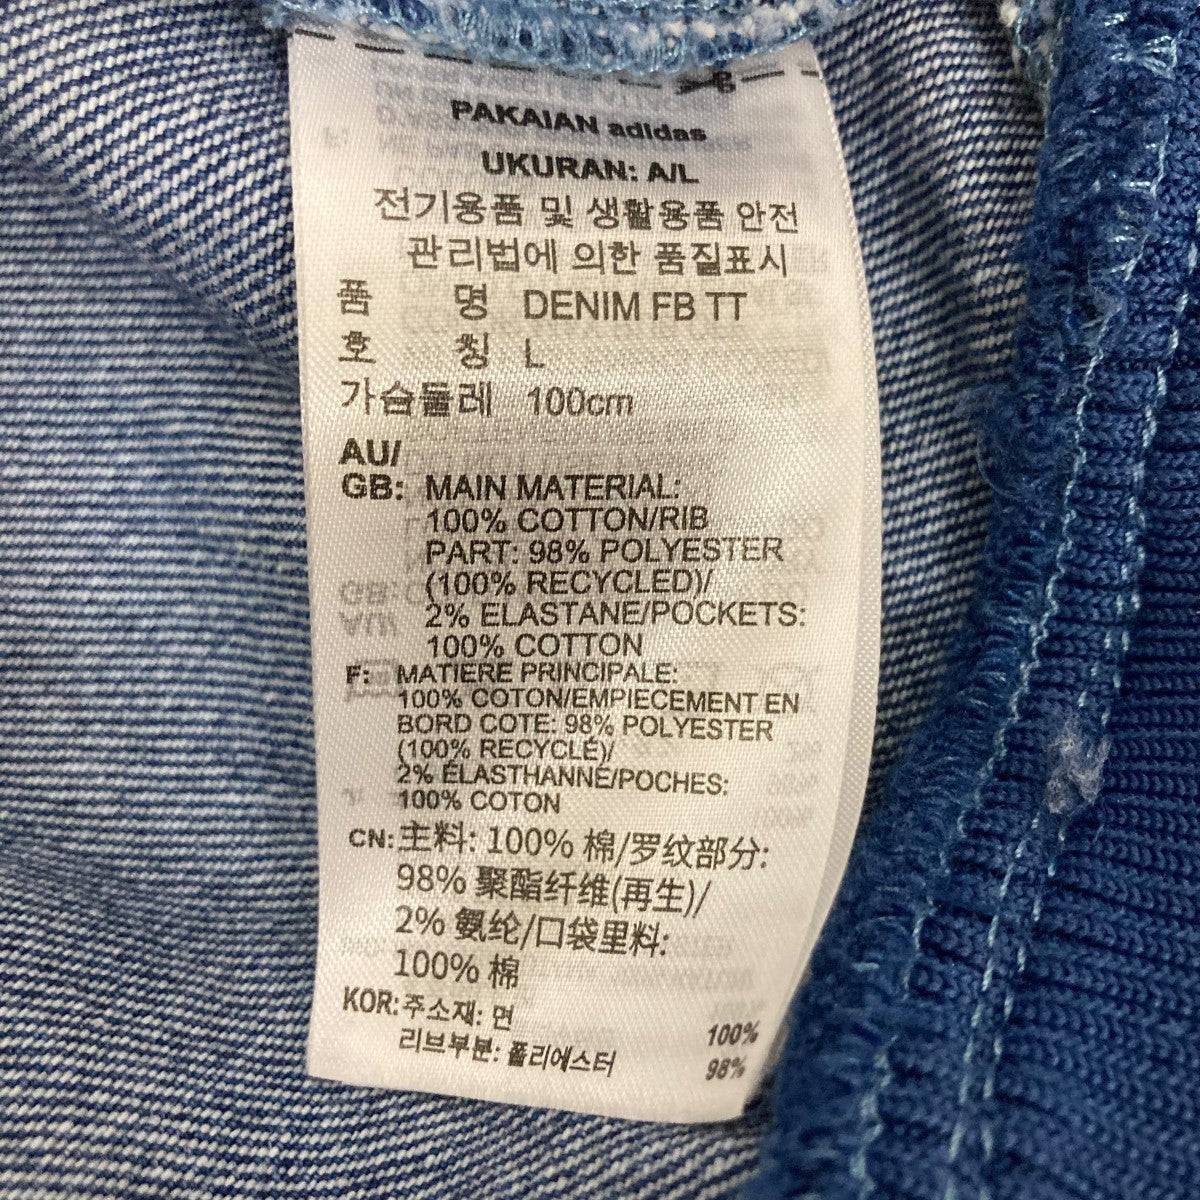 PAKAIAN adidas
UKURAN: A/L
전기용품 및 생활용품 안전
관리법에 의한 품질표시
품 명 DENIM FB TT
호 칭 L
가슴둘레 100cm
AU/
GB: MAIN MATERIAL:
100% COTTON/RIB
PART: 98% POLYESTER
(100% RECYCLED)/
2% ELASTANE/POCKETS:
100% COTTON
F: MATIERE PRINCIPALE:
100% COTON/EMPIECEMENT EN
BORD COTE: 98% POLYESTER
(100% RECYCLÉ)/
2% ÉLASTHANNE/POCHES:
100% COTON
CN: 主料: 100% 棉/罗纹部分:
98% 聚酯纤维(再生)/
2% 氨纶/口袋里料:
100% 棉
KOR: 주소재: 면 100%
리브부분: 폴리에스터 98%